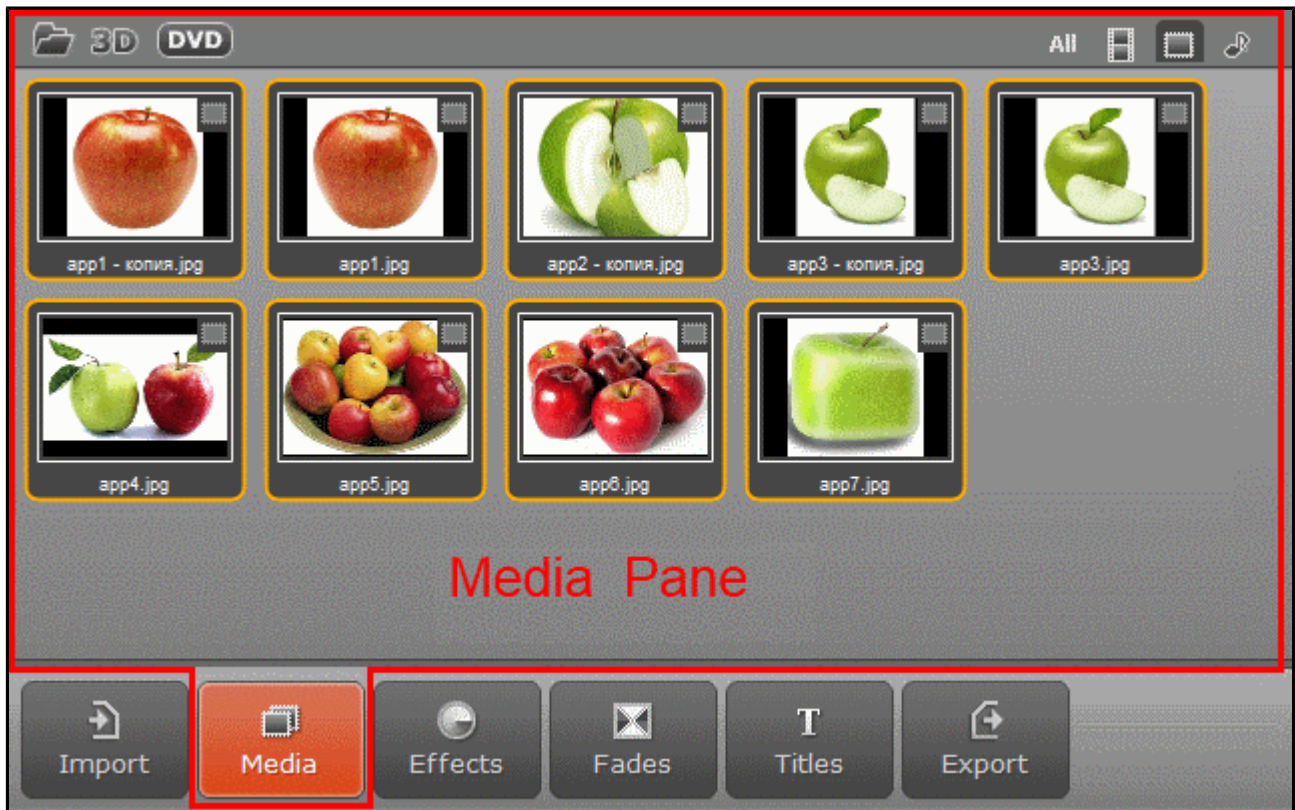 3D DVD All
app1 - копия.jpg app1.jpg app2 - копия.jpg app3 - копия.jpg app3.jpg
app4.jpg app5.jpg app6.jpg app7.jpg
Media Pane
Import Media Effects Fades Titles Export